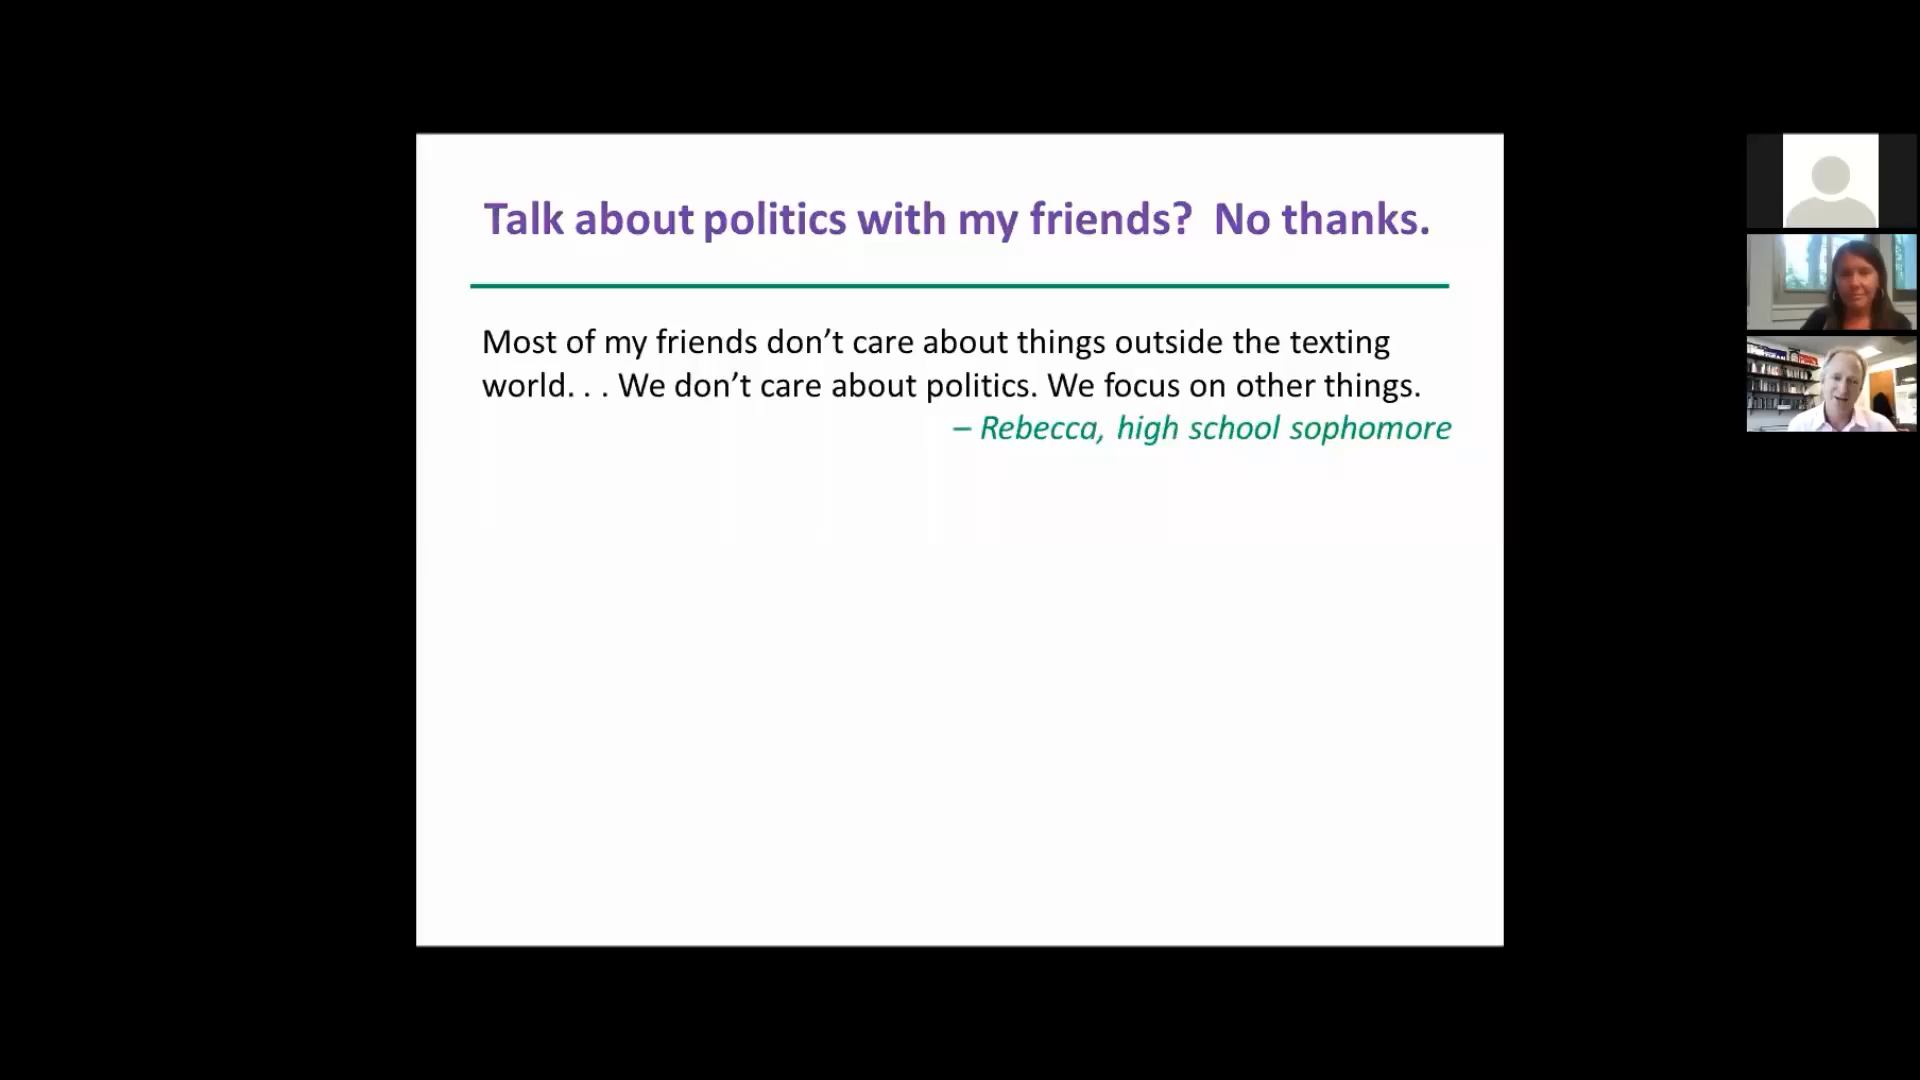 Talk about politics with my friends?  No thanks.
Most of my friends don’t care about things outside the texting
world. . . We don’t care about politics. We focus on other things.
– Rebecca, high school sophomore